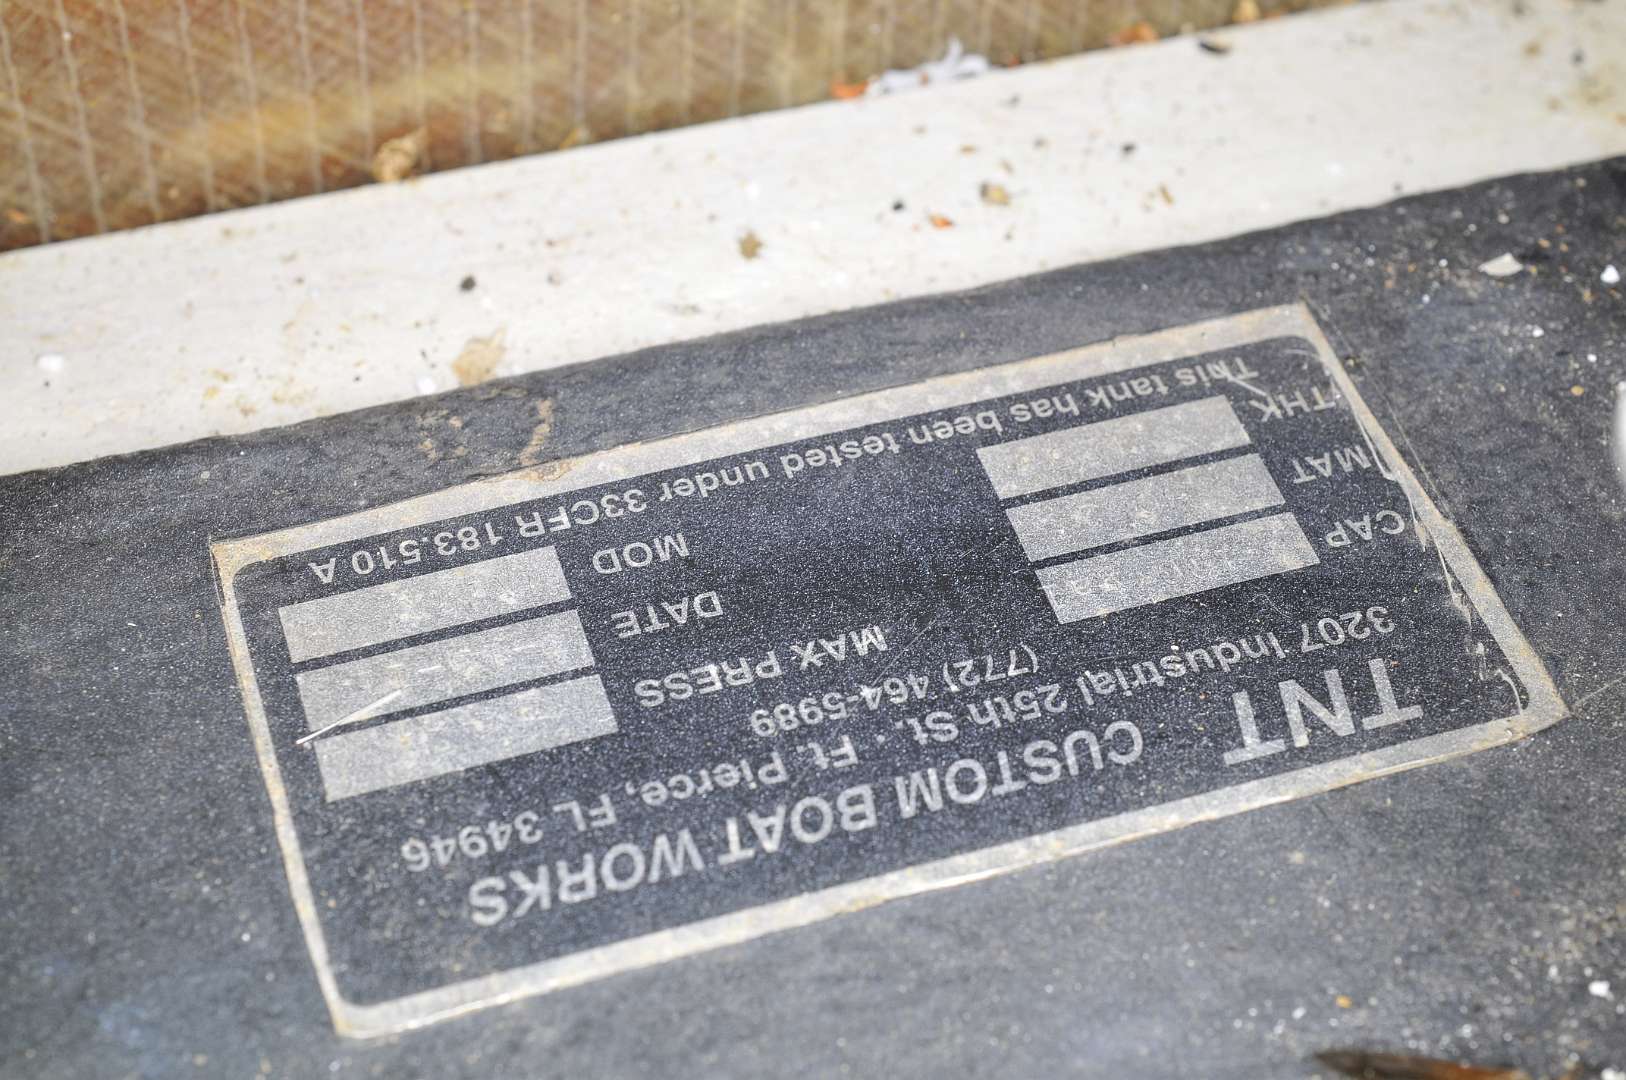 TNT CUSTOM BOAT WORKS
3207 Industrial 25th St. · Ft. Pierce, FL 34946
(772) 464-5989
CAP MAX PRESS
MAT DATE
THK MOD
This tank has been tested under 33CFR 183.510 A